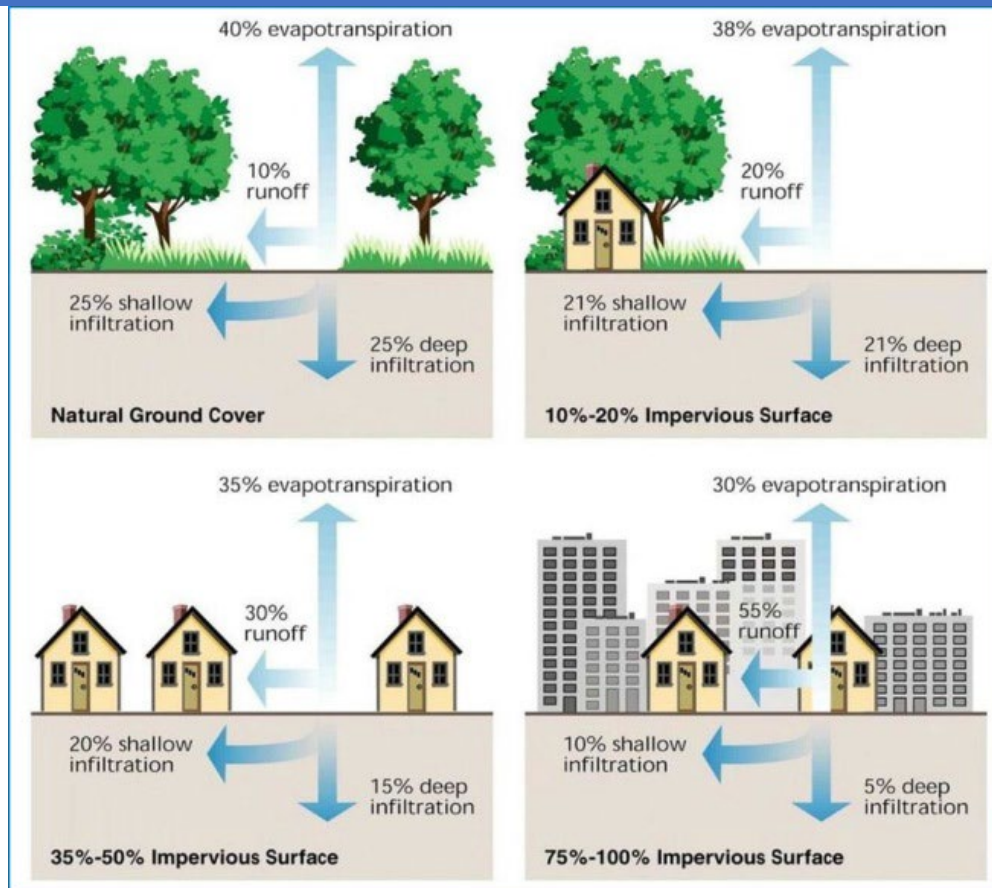 40% evapotranspiration
10%
runoff
25% shallow
infiltration
25% deep
infiltration
Natural Ground Cover
38% evapotranspiration
20%
runoff
21% shallow
infiltration
21% deep
infiltration
10%-20% Impervious Surface
35% evapotranspiration
30%
runoff
20% shallow
infiltration
15% deep
infiltration
35%-50% Impervious Surface
30% evapotranspiration
55%
runoff
10% shallow
infiltration
5% deep
infiltration
75%-100% Impervious Surface